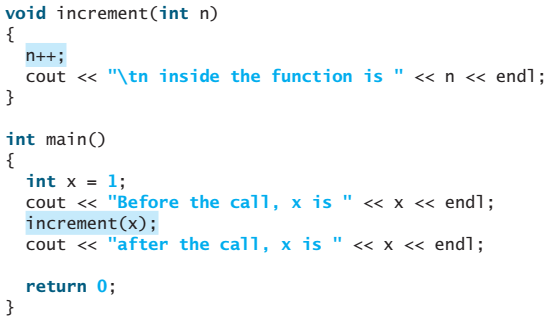 void increment(int n)
{
  n++;
  cout << "\tn inside the function is " << n << endl;
}

int main()
{
  int x = 1;
  cout << "Before the call, x is " << x << endl;
  increment(x);
  cout << "after the call, x is " << x << endl;

  return 0;
}